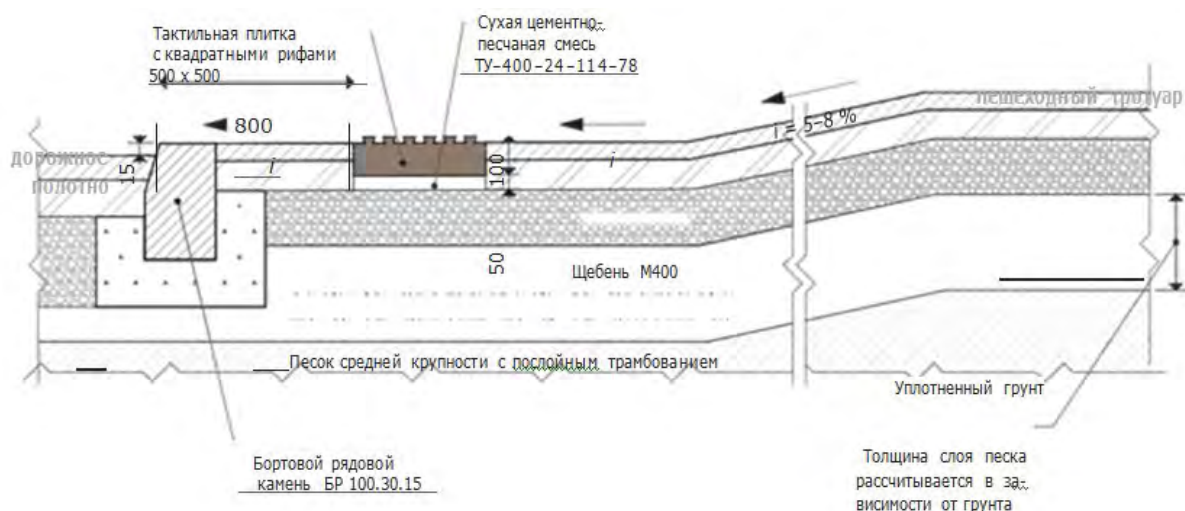 Тактильная плитка
с квадратными рифами
500 х 500
Сухая цементно-
песчаная смесь
ТУ-400-24-114-78
пешеходный тротуар
i = 5-8 %
800
дорожное
полотно
15
i
100
i
50
Щебень М400
Песок средней крупности с послойным трамбованием
Уплотненный грунт
Бортовой рядовой
камень БР 100.30.15
Толщина слоя песка
рассчитывается в за-
висимости от грунта